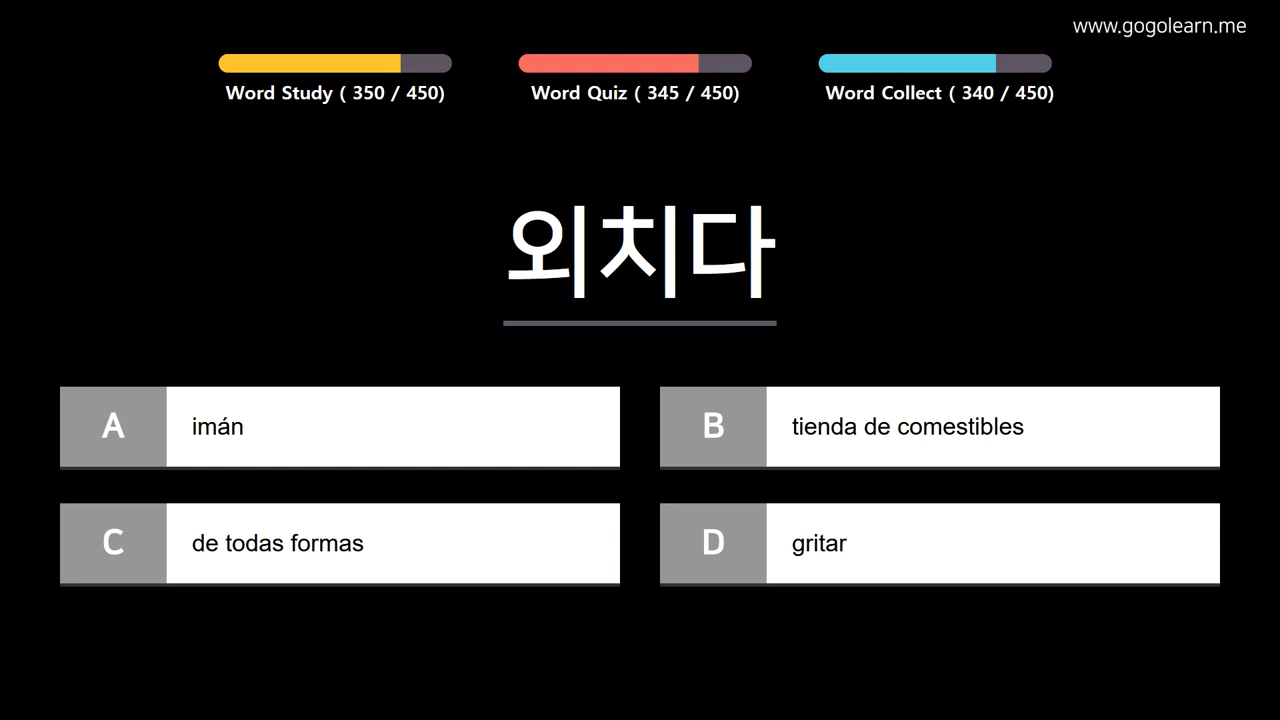 www.gogolearn.me
Word Study ( 350 / 450)
Word Quiz ( 345 / 450)
Word Collect ( 340 / 450)
외치다
A
imán
B
tienda de comestibles
C
de todas formas
D
gritar